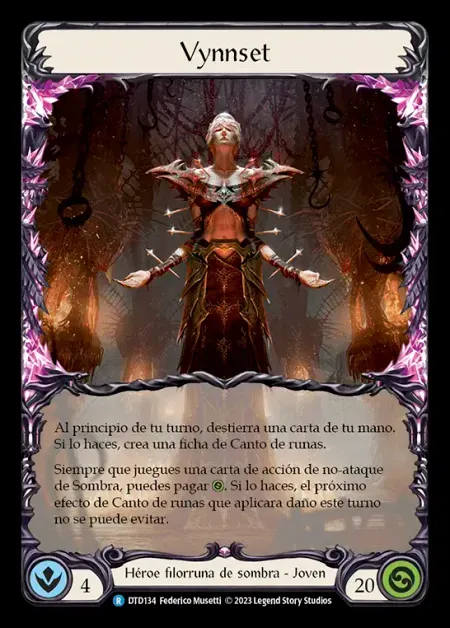 Vynnset
Al principio de tu turno, destierra una carta de tu mano.
Si lo haces, crea una ficha de Canto de runas.
Siempre que juegues una carta de acción de no-ataque
de Sombra, puedes pagar . Si lo haces, el próximo
efecto de Canto de runas que aplicara daño este turno
no se puede evitar.
4
Héroe filorruna de sombra - Joven
20
R DTD134 Federico Musetti © 2023 Legend Story Studios